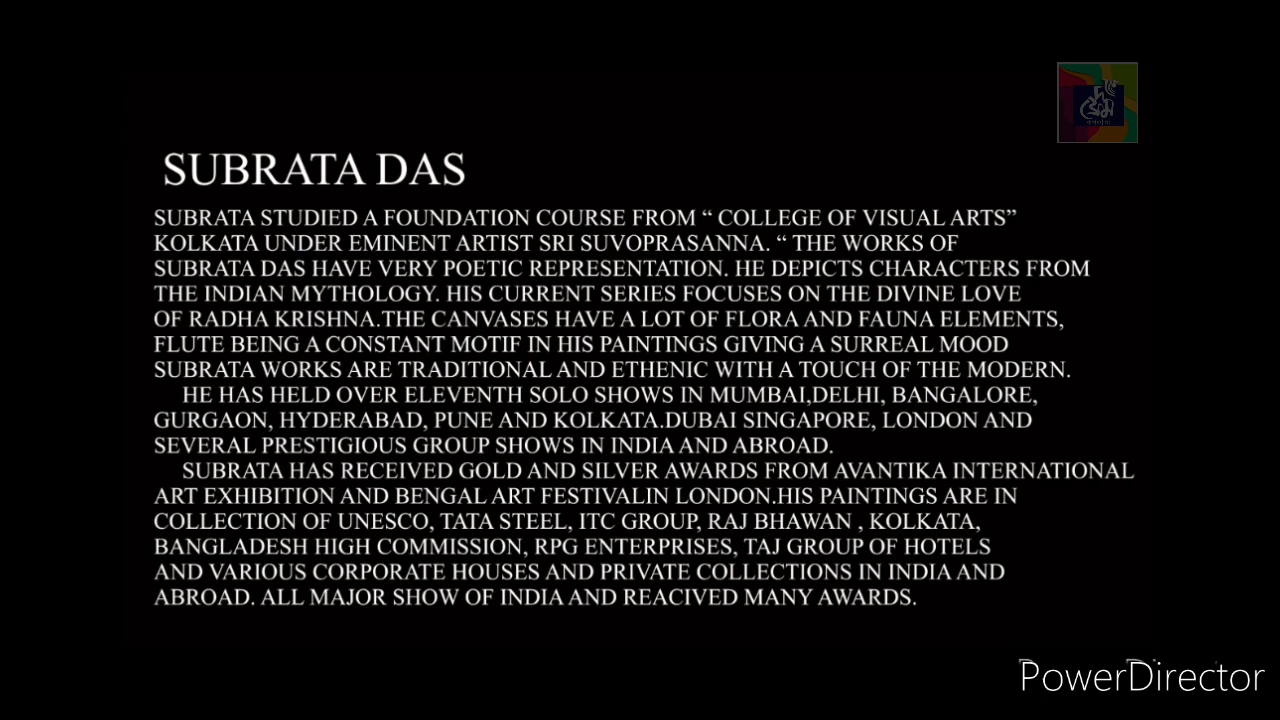 SUBRATA DAS
SUBRATA STUDIED A FOUNDATION COURSE FROM “ COLLEGE OF VISUAL ARTS”
KOLKATA UNDER EMINENT ARTIST SRI SUVOPRASANNA. “ THE WORKS OF
SUBRATA DAS HAVE VERY POETIC REPRESENTATION. HE DEPICTS CHARACTERS FROM
THE INDIAN MYTHOLOGY. HIS CURRENT SERIES FOCUSES ON THE DIVINE LOVE
OF RADHA KRISHNA.THE CANVASES HAVE A LOT OF FLORA AND FAUNA ELEMENTS,
FLUTE BEING A CONSTANT MOTIF IN HIS PAINTINGS GIVING A SURREAL MOOD
SUBRATA WORKS ARE TRADITIONAL AND ETHENIC WITH A TOUCH OF THE MODERN.
HE HAS HELD OVER ELEVENTH SOLO SHOWS IN MUMBAI,DELHI, BANGALORE,
GURGAON, HYDERABAD, PUNE AND KOLKATA.DUBAI SINGAPORE, LONDON AND
SEVERAL PRESTIGIOUS GROUP SHOWS IN INDIA AND ABROAD.
SUBRATA HAS RECEIVED GOLD AND SILVER AWARDS FROM AVANTIKA INTERNATIONAL
ART EXHIBITION AND BENGAL ART FESTIVALIN LONDON.HIS PAINTINGS ARE IN
COLLECTION OF UNESCO, TATA STEEL, ITC GROUP, RAJ BHAWAN , KOLKATA,
BANGLADESH HIGH COMMISSION, RPG ENTERPRISES, TAJ GROUP OF HOTELS
AND VARIOUS CORPORATE HOUSES AND PRIVATE COLLECTIONS IN INDIA AND
ABROAD. ALL MAJOR SHOW OF INDIA AND REACIVED MANY AWARDS.
PowerDirector